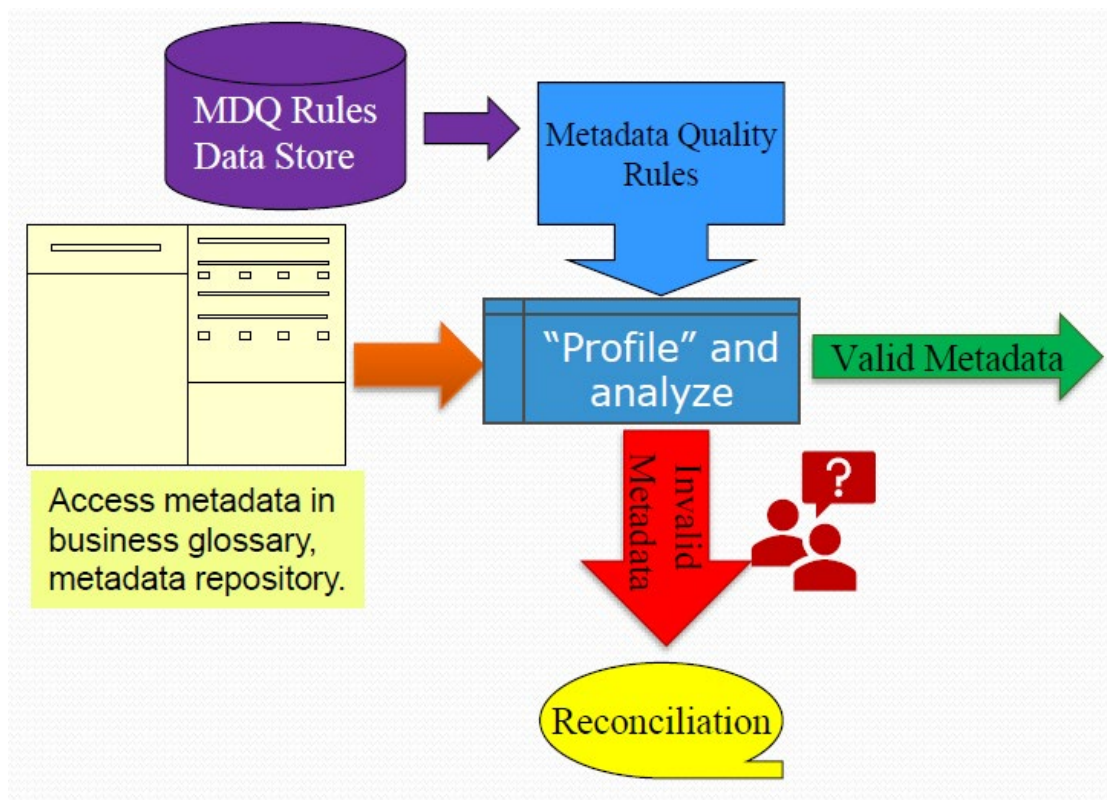 MDQ Rules
Data Store
Metadata Quality
Rules
“Profile” and
analyze
Valid Metadata
Invalid
Metadata
?
Access metadata in
business glossary,
metadata repository.
Reconciliation